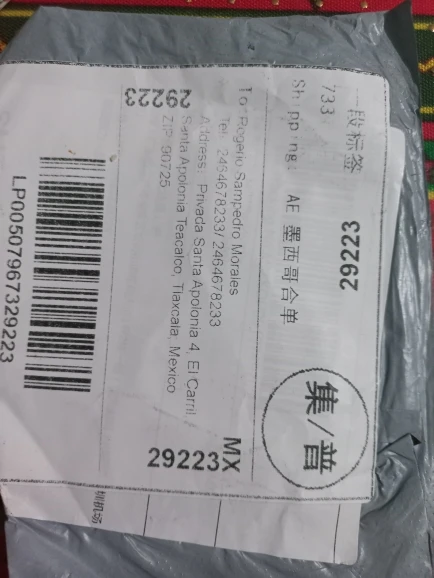 一段标签
733
29223
Shipping: AE 墨西哥合单
集/普
To: Rogerio Sampedro Morales
Tel: 2464678233/ 2464678233
Address: Privada Santa Apolonia 4, El Carril
Santa Apolonia Teacalco, Tlaxcala, Mexico
ZIP: 90725
29223
MX
29223
LP00507967329223